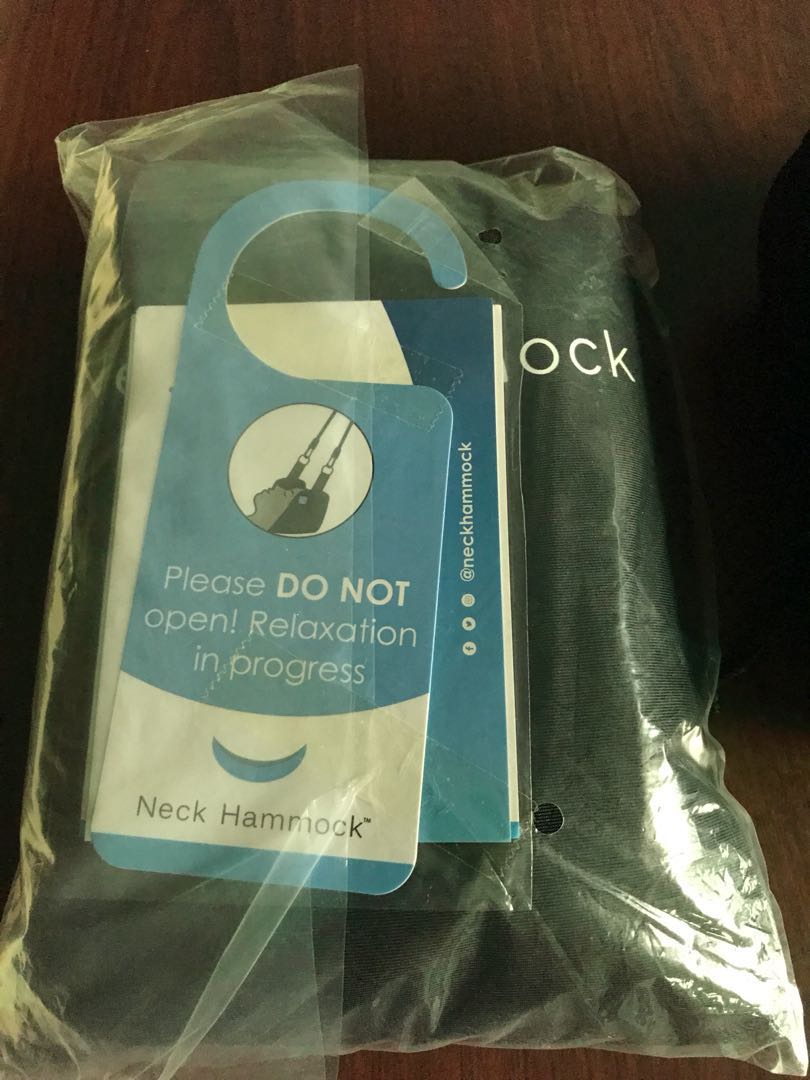 ock
@neckhammock
Please DO NOT
open! Relaxation
in progress
Neck Hammock™